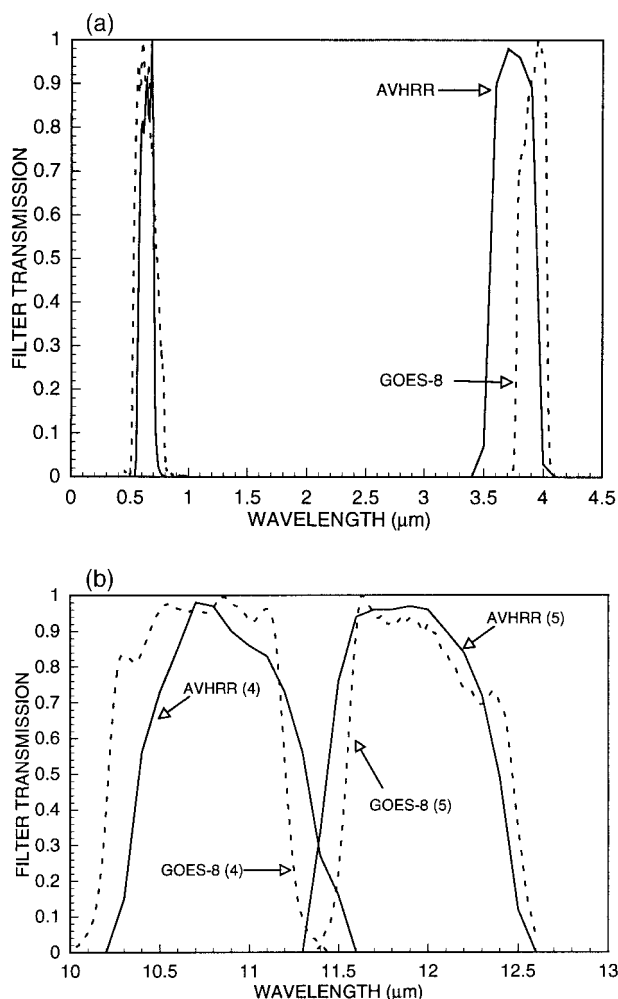 (a)
FILTER TRANSMISSION
1
0.9
0.8
0.7
0.6
0.5
0.4
0.3
0.2
0.1
0
AVHRR
GOES-8
0 0.5 1 1.5 2 2.5 3 3.5 4 4.5
WAVELENGTH (μm)
(b)
FILTER TRANSMISSION
1
0.9
0.8
0.7
0.6
0.5
0.4
0.3
0.2
0.1
0
AVHRR (5)
AVHRR (4)
GOES-8 (5)
GOES-8 (4)
10 10.5 11 11.5 12 12.5 13
WAVELENGTH (μm)